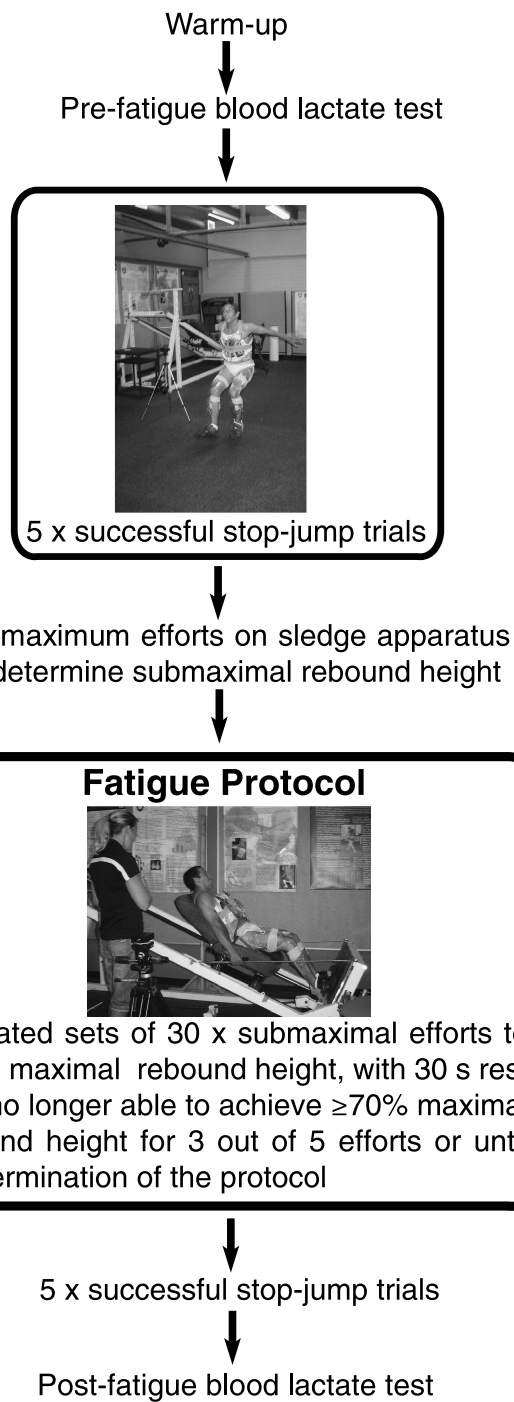 Warm-up
Pre-fatigue blood lactate test
5 x successful stop-jump trials
maximum efforts on sledge apparatus
determine submaximal rebound height
Fatigue Protocol
ated sets of 30 x submaximal efforts t
maximal rebound height, with 30 s res
no longer able to achieve ≥70% maxima
nd height for 3 out of 5 efforts or unt
ermination of the protocol
5 x successful stop-jump trials
Post-fatigue blood lactate test